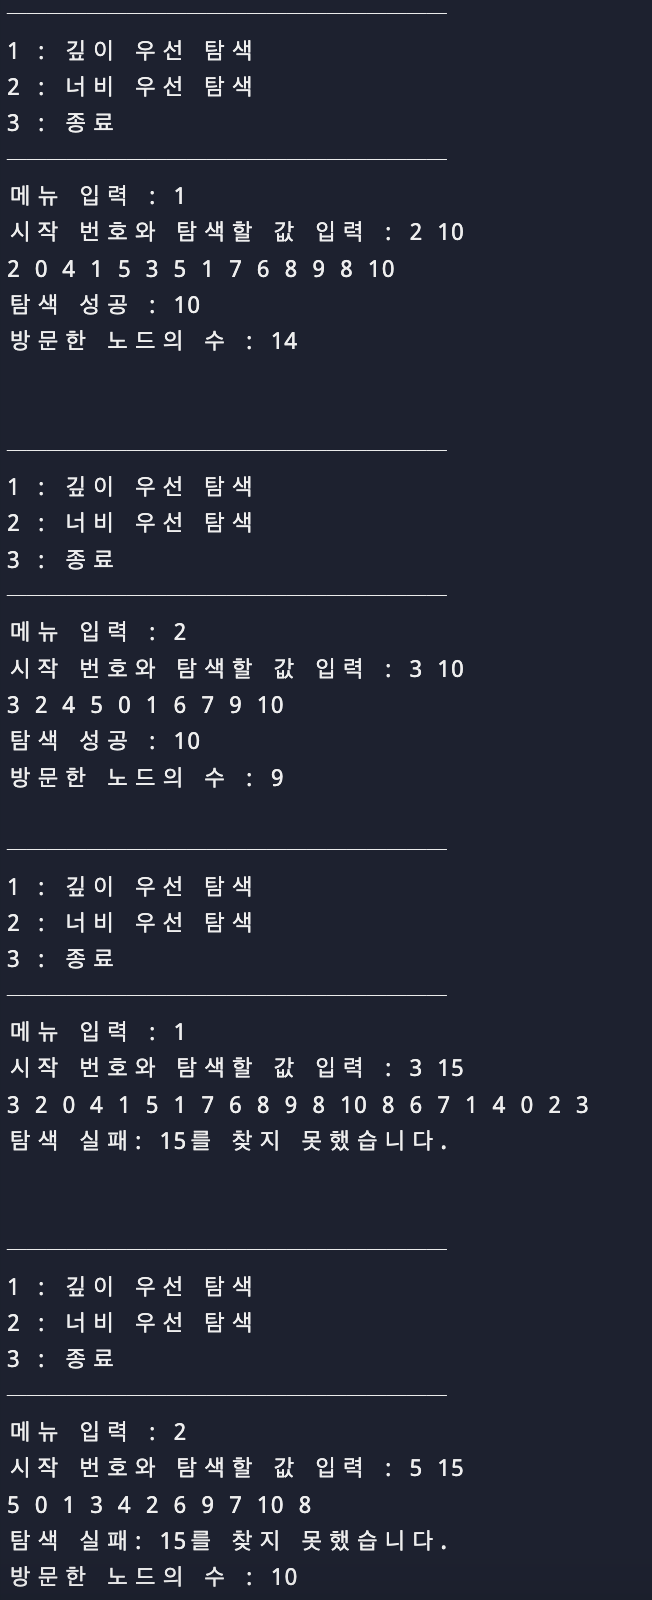 1 : 깊이 우선 탐색
2 : 너비 우선 탐색
3 : 종료
메뉴 입력 : 1
시작 번호와 탐색할 값 입력 : 2 10
2 0 4 1 5 3 5 1 7 6 8 9 8 10
탐색 성공 : 10
방문한 노드의 수 : 14
1 : 깊이 우선 탐색
2 : 너비 우선 탐색
3 : 종료
메뉴 입력 : 2
시작 번호와 탐색할 값 입력 : 3 10
3 2 4 5 0 1 6 7 9 10
탐색 성공 : 10
방문한 노드의 수 : 9
1 : 깊이 우선 탐색
2 : 너비 우선 탐색
3 : 종료
메뉴 입력 : 1
시작 번호와 탐색할 값 입력 : 3 15
3 2 0 4 1 5 1 7 6 8 9 8 10 8 6 7 1 4 0 2 3
탐색 실패: 15를 찾지 못했습니다.
1 : 깊이 우선 탐색
2 : 너비 우선 탐색
3 : 종료
메뉴 입력 : 2
시작 번호와 탐색할 값 입력 : 5 15
5 0 1 3 4 2 6 9 7 10 8
탐색 실패: 15를 찾지 못했습니다.
방문한 노드의 수 : 10